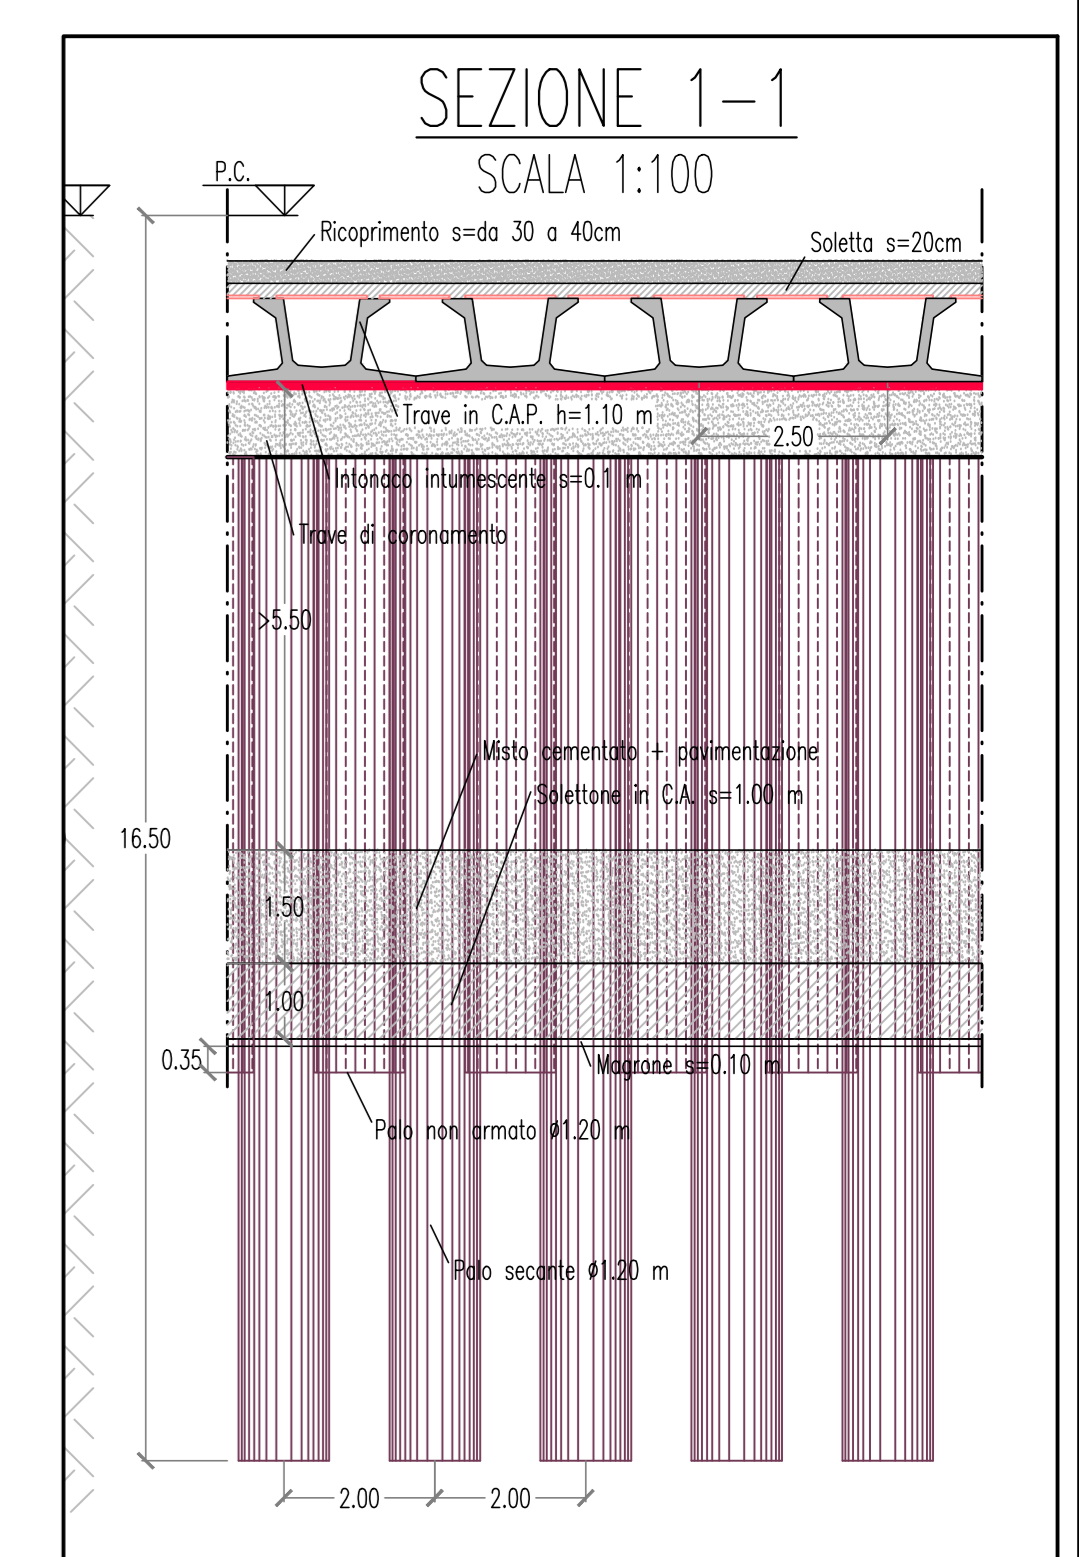 SEZIONE 1-1
SCALA 1:100
P.C.
Ricoprimento s=da 30 a 40cm
Soletta s=20cm
Trave in C.A.P. h=1.10 m
2.50
Intonaco intumescente s=0.1 m
Trave di coronamento
>5.50
Misto cementato + pavimentazione
Solettone in C.A. s=1.00 m
16.50
1.50
1.00
0.35
Magrone s=0.10 m
Palo non armato ø1.20 m
Palo secante ø1.20 m
2.00
2.00